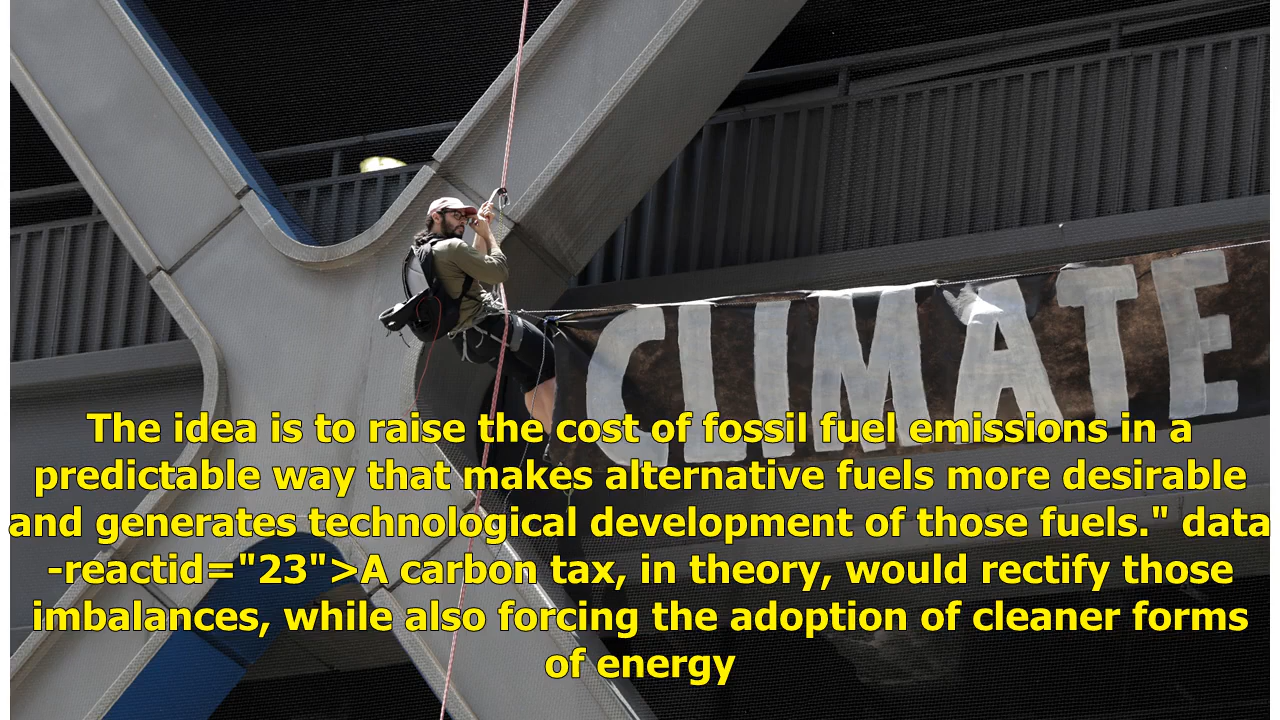 CLIMATE
The idea is to raise the cost of fossil fuel emissions in a
predictable way that makes alternative fuels more desirable
and generates technological development of those fuels." data
-reactid="23">A carbon tax, in theory, would rectify those
imbalances, while also forcing the adoption of cleaner forms
of energy